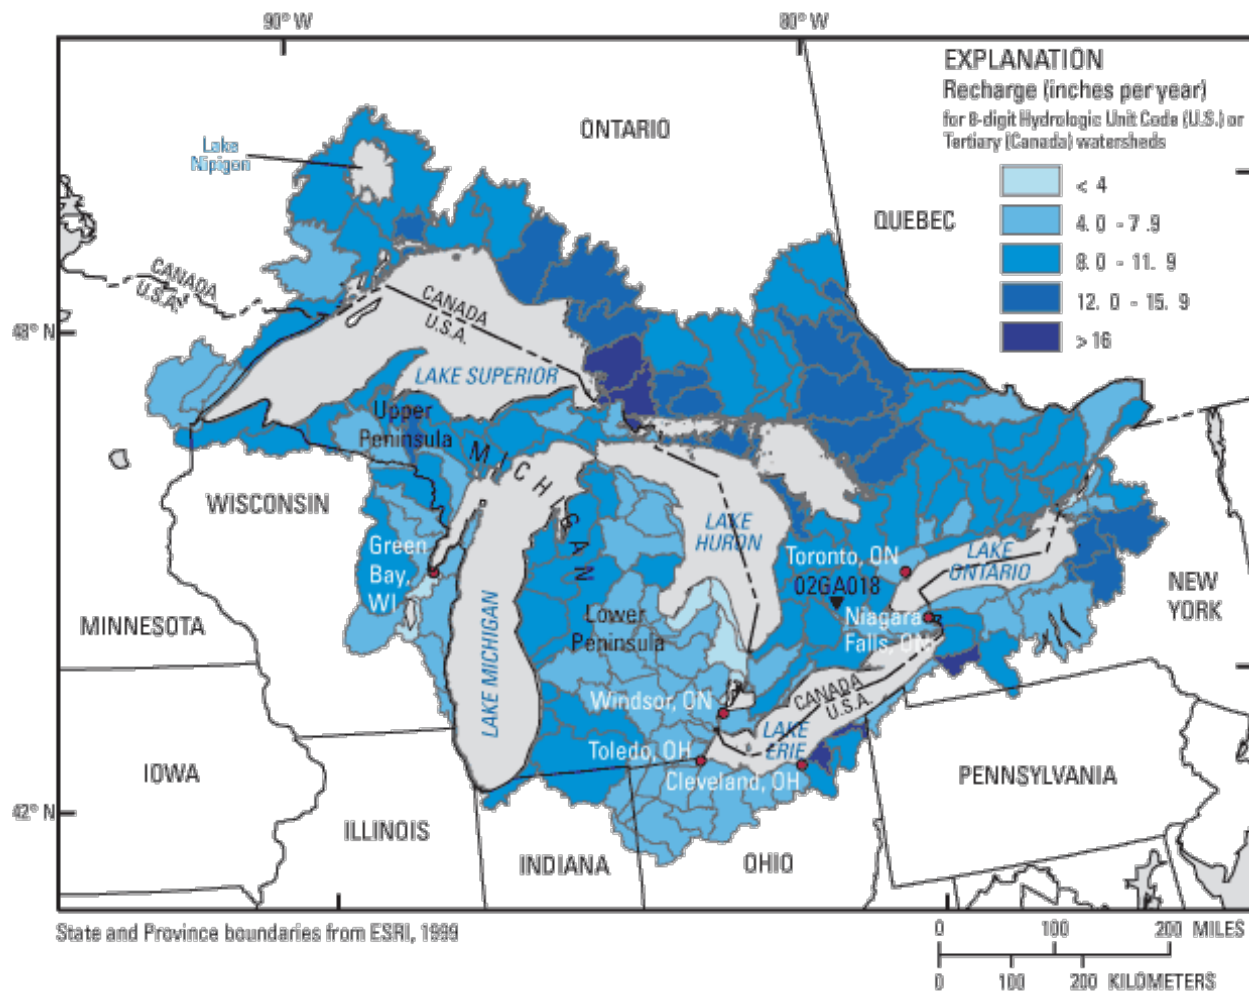 90° W
80° W
EXPLANATION
Recharge (inches per year)
for 8-digit Hydrologic Unit Code (U.S.) or
Tertiary (Canada) watersheds
< 4
4. 0 - 7 .9
8. 0 - 11. 9
12. 0 - 15. 9
> 16
ONTARIO
Lake
Nipigon
QUEBEC
CANADA
U.S.A.
CANADA
U.S.A.
48° N
LAKE SUPERIOR
Upper
Peninsula
MICHIGAN
WISCONSIN
Green
Bay,
WI
LAKE
HURON
Toronto, ON
02GA018
LAKE
ONTARIO
NEW
YORK
Niagara
Falls, ON
MINNESOTA
Lower
Peninsula
LAKE MICHIGAN
CANADA
U.S.A.
Windsor, ON
LAKE
ERIE
Toledo, OH
Cleveland, OH
IOWA
PENNSYLVANIA
42° N
ILLINOIS
INDIANA
OHIO
State and Province boundaries from ESRI, 1999
0 100 200 MILES
0 100 200 KILOMETERS